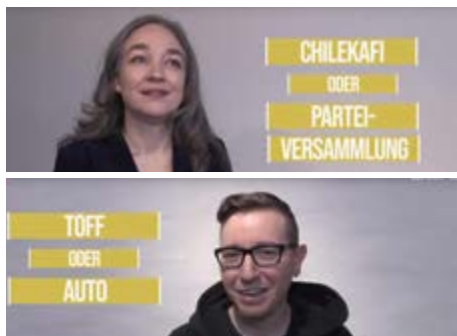 CHILEKAFI
ODER
PARTEI-
VERSAMMLUNG
TOFF
ODER
AUTO